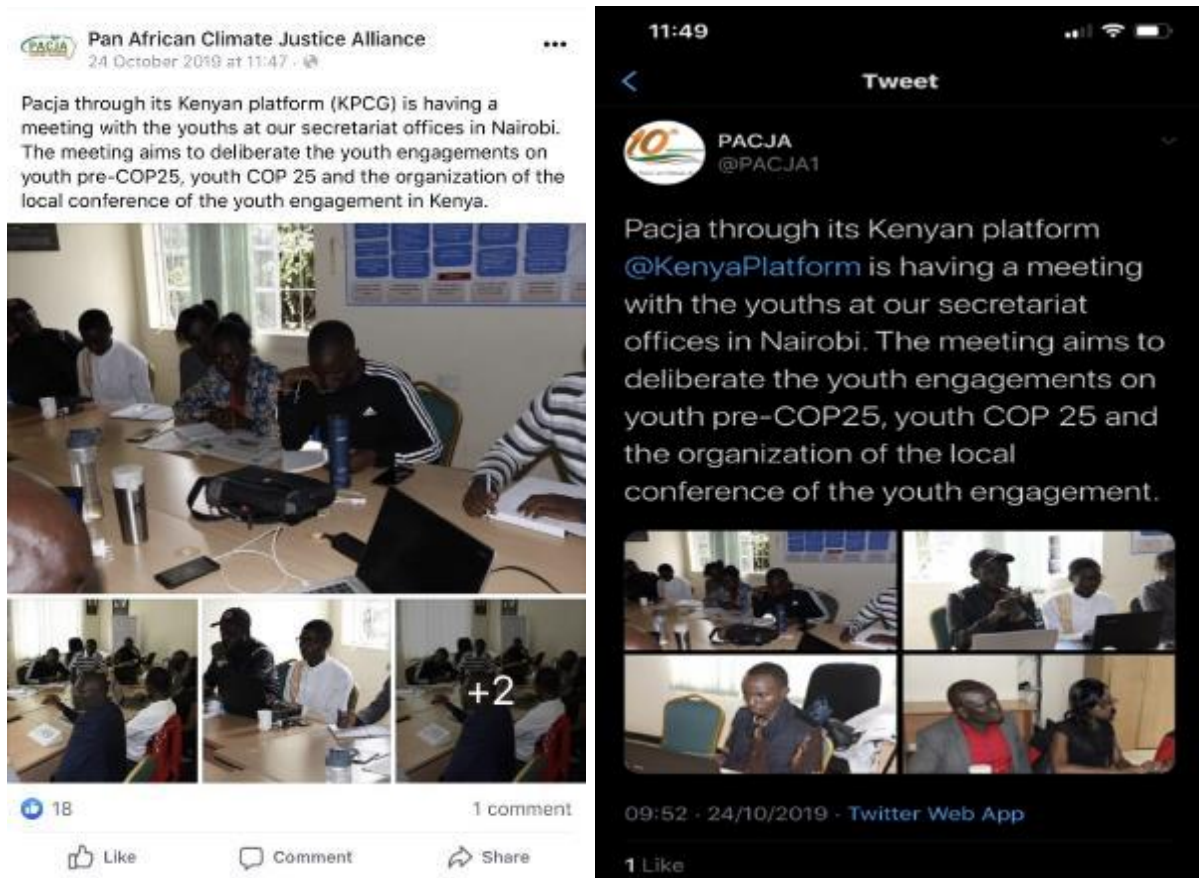 PACJA
Pan African Climate Justice Alliance
24 October 2019 at 11:47 ·
Pacja through its Kenyan platform (KPCG) is having a
meeting with the youths at our secretariat offices in Nairobi.
The meeting aims to deliberate the youth engagements on
youth pre-COP25, youth COP 25 and the organization of the
local conference of the youth engagement in Kenya.
+2
18
1 comment
Like
Comment
Share
11:49
Tweet
10
PACJA
@PACJA1
Pacja through its Kenyan platform
@KenyaPlatform is having a meeting
with the youths at our secretariat
offices in Nairobi. The meeting aims to
deliberate the youth engagements on
youth pre-COP25, youth COP 25 and
the organization of the local
conference of the youth engagement.
09:52 · 24/10/2019 · Twitter Web App
1 Like